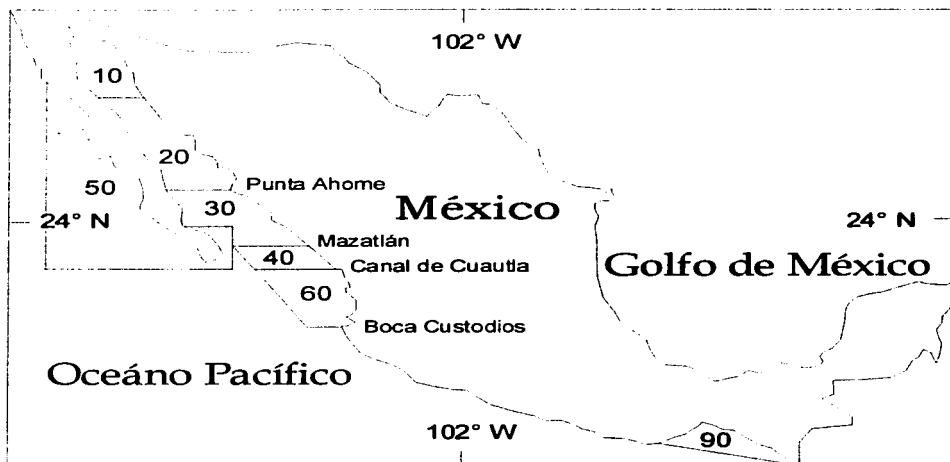 102° W
10
20
Punta Ahome
50
30
México
24° N
24° N
Mazatlán
40
Canal de Cuautla
Golfo de México
60
Boca Custodios
Oceáno Pacífico
102° W
90